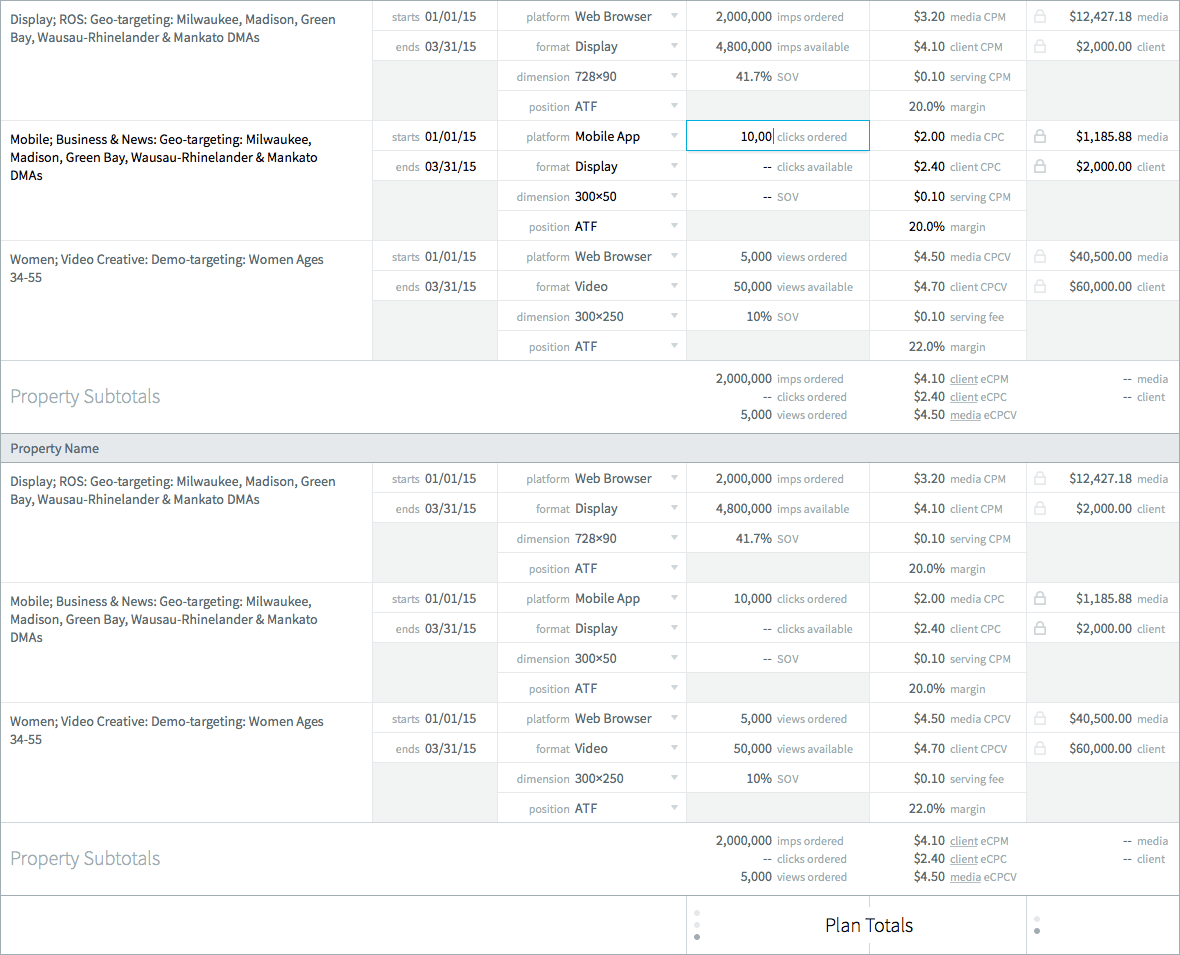 Display; ROS: Geo-targeting: Milwaukee, Madison, Green
Bay, Wausau-Rhinelander & Mankato DMAs
starts 01/01/15
ends 03/31/15
platform Web Browser
format Display
dimension 728×90
position ATF
2,000,000 imps ordered
4,800,000 imps available
41.7% SOV
$3.20 media CPM
$4.10 client CPM
$0.10 serving CPM
20.0% margin
$12,427.18 media
$2,000.00 client
Mobile; Business & News: Geo-targeting: Milwaukee,
Madison, Green Bay, Wausau-Rhinelander & Mankato
DMAs
starts 01/01/15
ends 03/31/15
platform Mobile App
format Display
dimension 300×50
position ATF
10,00 clicks ordered
-- clicks available
-- SOV
$2.00 media CPC
$2.40 client CPC
$0.10 serving CPM
20.0% margin
$1,185.88 media
$2,000.00 client
Women; Video Creative: Demo-targeting: Women Ages
34-55
starts 01/01/15
ends 03/31/15
platform Web Browser
format Video
dimension 300×250
position ATF
5,000 views ordered
50,000 views available
10% SOV
$4.50 media CPCV
$4.70 client CPCV
$0.10 serving fee
22.0% margin
$40,500.00 media
$60,000.00 client
Property Subtotals
2,000,000 imps ordered
-- clicks ordered
5,000 views ordered
$4.10 client eCPM
$2.40 client eCPC
$4.50 media eCPCV
-- media
-- client
Property Name
Display; ROS: Geo-targeting: Milwaukee, Madison, Green
Bay, Wausau-Rhinelander & Mankato DMAs
starts 01/01/15
ends 03/31/15
platform Web Browser
format Display
dimension 728×90
position ATF
2,000,000 imps ordered
4,800,000 imps available
41.7% SOV
$3.20 media CPM
$4.10 client CPM
$0.10 serving CPM
20.0% margin
$12,427.18 media
$2,000.00 client
Mobile; Business & News: Geo-targeting: Milwaukee,
Madison, Green Bay, Wausau-Rhinelander & Mankato
DMAs
starts 01/01/15
ends 03/31/15
platform Mobile App
format Display
dimension 300×50
position ATF
10,000 clicks ordered
-- clicks available
-- SOV
$2.00 media CPC
$2.40 client CPC
$0.10 serving CPM
20.0% margin
$1,185.88 media
$2,000.00 client
Women; Video Creative: Demo-targeting: Women Ages
34-55
starts 01/01/15
ends 03/31/15
platform Web Browser
format Video
dimension 300×250
position ATF
5,000 views ordered
50,000 views available
10% SOV
$4.50 media CPCV
$4.70 client CPCV
$0.10 serving fee
22.0% margin
$40,500.00 media
$60,000.00 client
Property Subtotals
2,000,000 imps ordered
-- clicks ordered
5,000 views ordered
$4.10 client eCPM
$2.40 client eCPC
$4.50 media eCPCV
-- media
-- client
Plan Totals